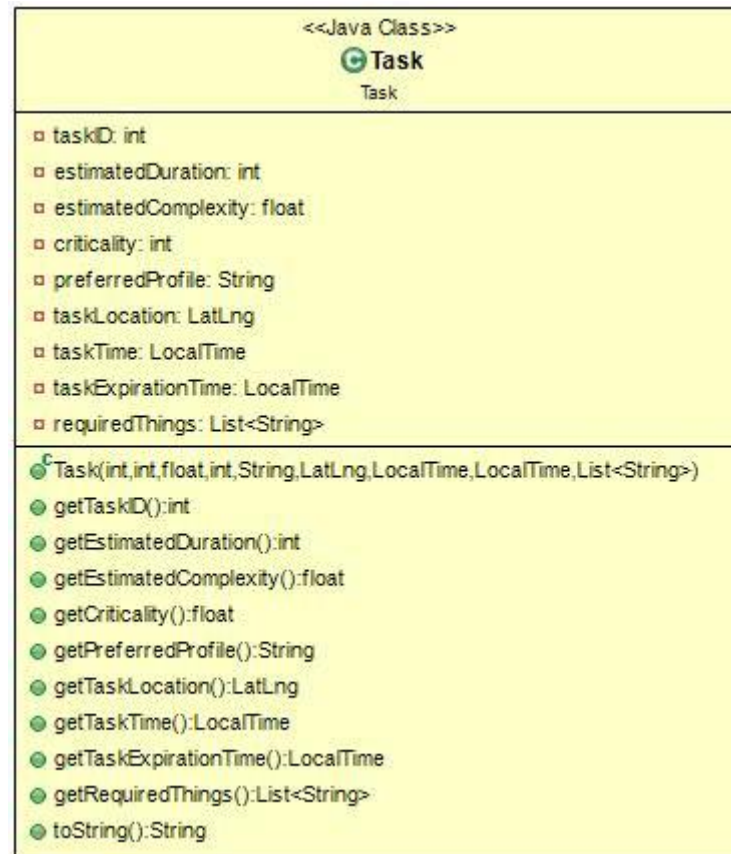 <<Java Class>>
Task
Task
taskID: int
estimatedDuration: int
estimatedComplexity: float
criticality: int
preferredProfile: String
taskLocation: LatLng
taskTime: LocalTime
taskExpirationTime: LocalTime
requiredThings: List<String>
Task(int,int,float,int,String,LatLng,LocalTime,LocalTime,List<String>)
getTaskID():int
getEstimatedDuration():int
getEstimatedComplexity():float
getCriticality():float
getPreferredProfile():String
getTaskLocation():LatLng
getTaskTime():LocalTime
getTaskExpirationTime():LocalTime
getRequiredThings():List<String>
toString():String